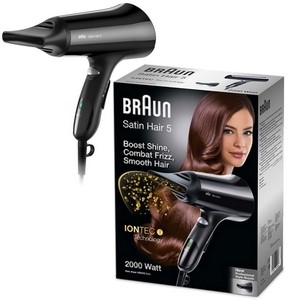 BRAUN
Satin Hair 5
Boost Shine,
Combat Frizz,
Smooth Hair
IONTEC
Technology
2000 Watt